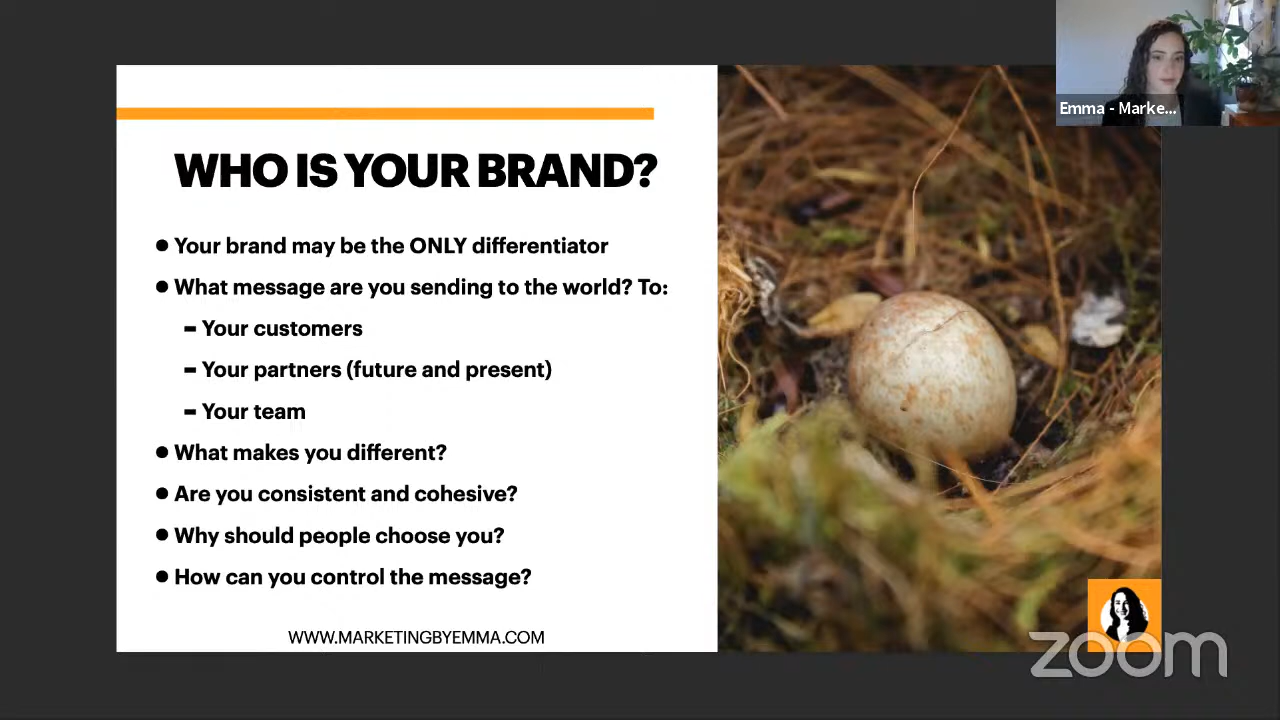 Emma - Marke...
WHO IS YOUR BRAND?
● Your brand may be the ONLY differentiator
● What message are you sending to the world? To:
– Your customers
– Your partners (future and present)
– Your team
● What makes you different?
● Are you consistent and cohesive?
● Why should people choose you?
● How can you control the message?
WWW.MARKETINGBYEMMA.COM
zoom